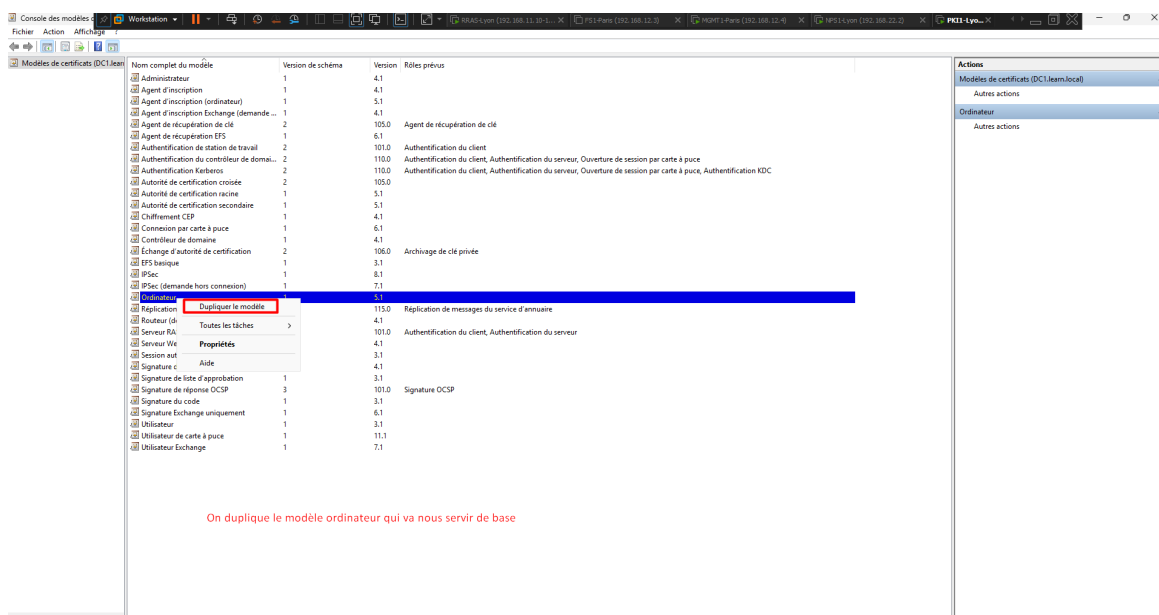 Console des modèles c
Workstation
RRAS-Lyon (192.168.11.10-1...
PS1-Paris (192.168.12.3)
MGMT1-Paris (192.168.12.4)
NPS1-Lyon (192.168.22.2)
PKI1-Lyo...
Fichier Action Affichage ?
Modèles de certificats (DC1.lear
Nom complet du modèle Version de schéma Version Rôles prévus
Administrateur 1 4.1
Agent d'inscription 1 4.1
Agent d'inscription (ordinateur) 1 5.1
Agent d'inscription Exchange (demande ... 1 4.1
Agent de récupération de clé 2 105.0 Agent de récupération de clé
Agent de récupération EFS 1 6.1
Authentification de station de travail 2 101.0 Authentification du client
Authentification du contrôleur de domai... 2 110.0 Authentification du client, Authentification du serveur, Ouverture de session par carte à puce
Authentification Kerberos 2 110.0 Authentification du client, Authentification du serveur, Ouverture de session par carte à puce, Authentification KDC
Autorité de certification croisée 2 105.0
Autorité de certification racine 1 5.1
Autorité de certification secondaire 1 5.1
Chiffrement CEP 1 4.1
Connexion par carte à puce 1 6.1
Contrôleur de domaine 1 4.1
Échange d'autorité de certification 2 106.0 Archivage de clé privée
EFS basique 1 3.1
IPSec 1 8.1
IPSec (demande hors connexion) 1 7.1
Ordinateur 1 5.1
Réplication 115.0 Réplication de messages du service d'annuaire
Routeur (d 4.1
Serveur RA 101.0 Authentification du client, Authentification du serveur
Serveur We 4.1
Session aut 3.1
Signature d 4.1
Signature de liste d'approbation 1 3.1
Signature de réponse OCSP 3 101.0 Signature OCSP
Signature du code 1 3.1
Signature Exchange uniquement 1 6.1
Utilisateur 1 3.1
Utilisateur de carte à puce 1 11.1
Utilisateur Exchange 1 7.1
Dupliquer le modèle
Toutes les tâches
Propriétés
Aide
On duplique le modèle ordinateur qui va nous servir de base
Actions
Modèles de certificats (DC1.learn.local)
Autres actions
Ordinateur
Autres actions